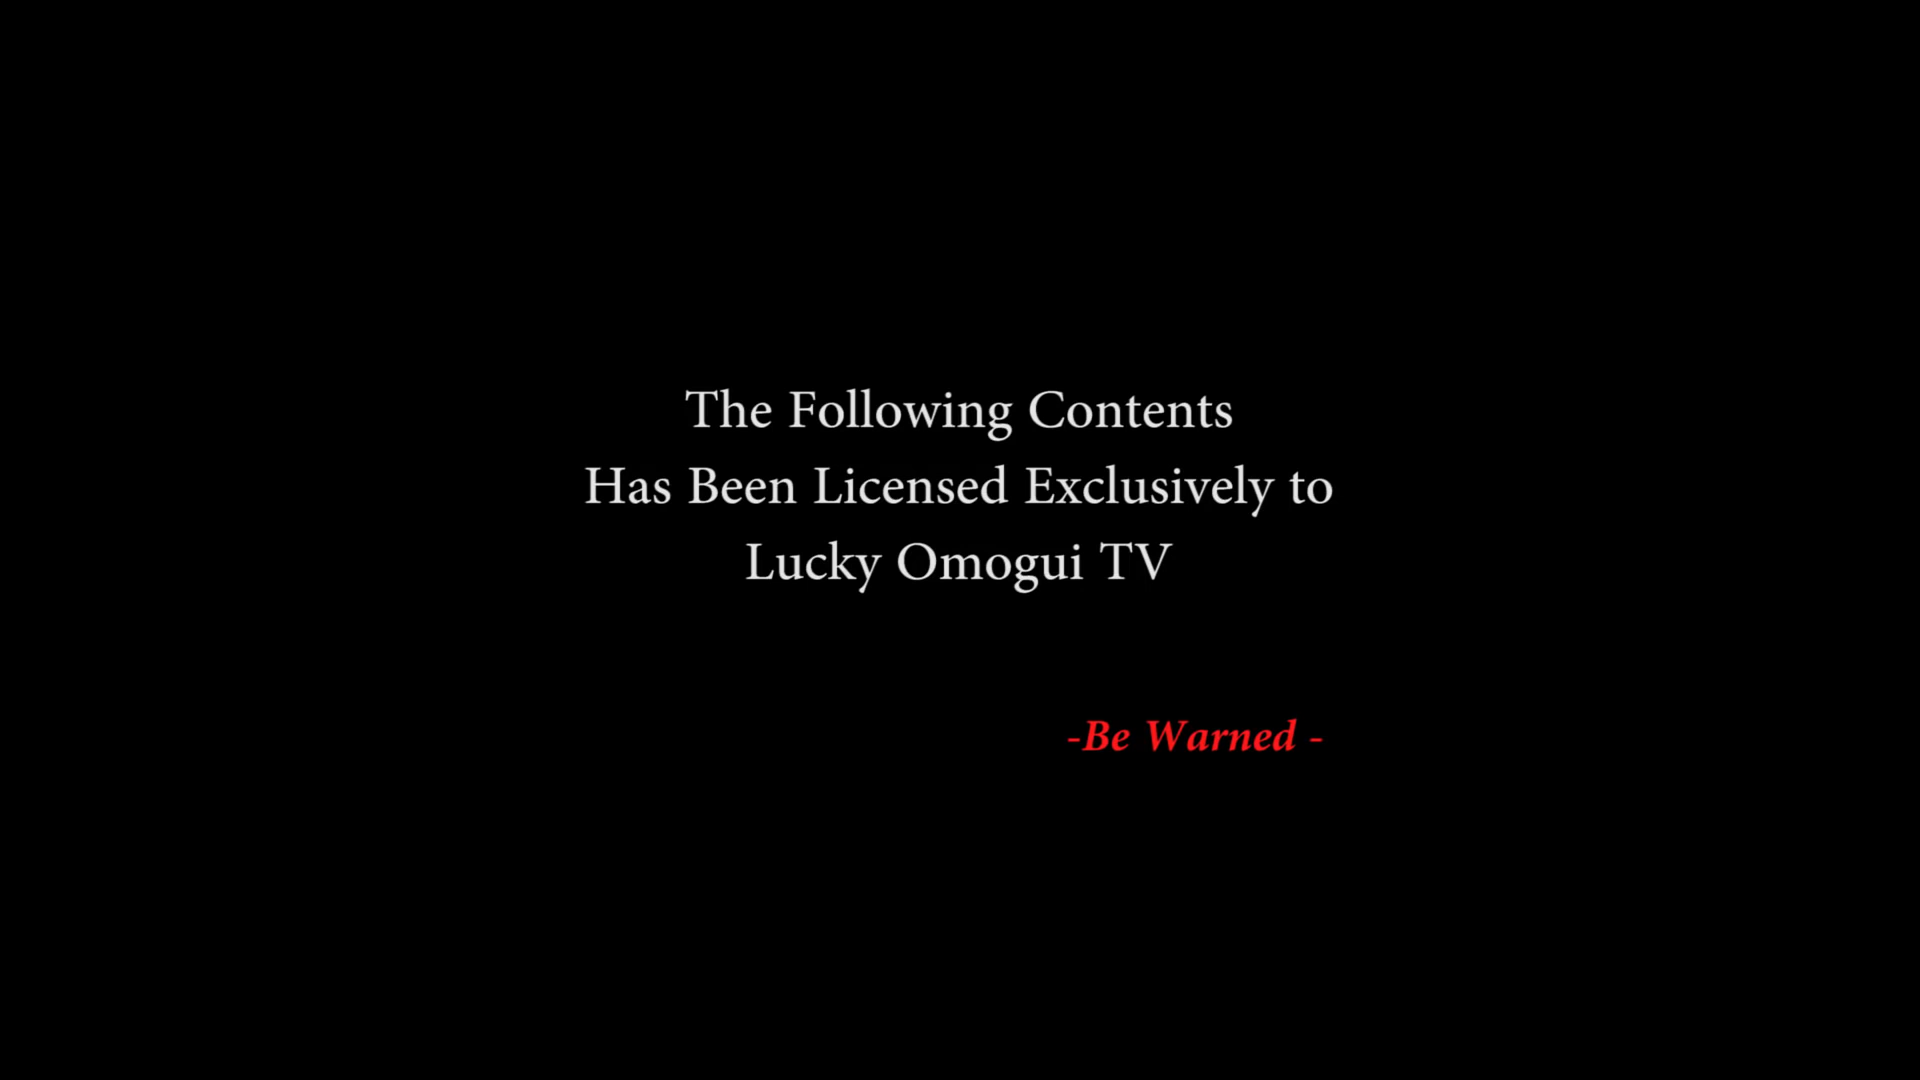 The Following Contents
Has Been Licensed Exclusively to
Lucky Omogui TV
-Be Warned -